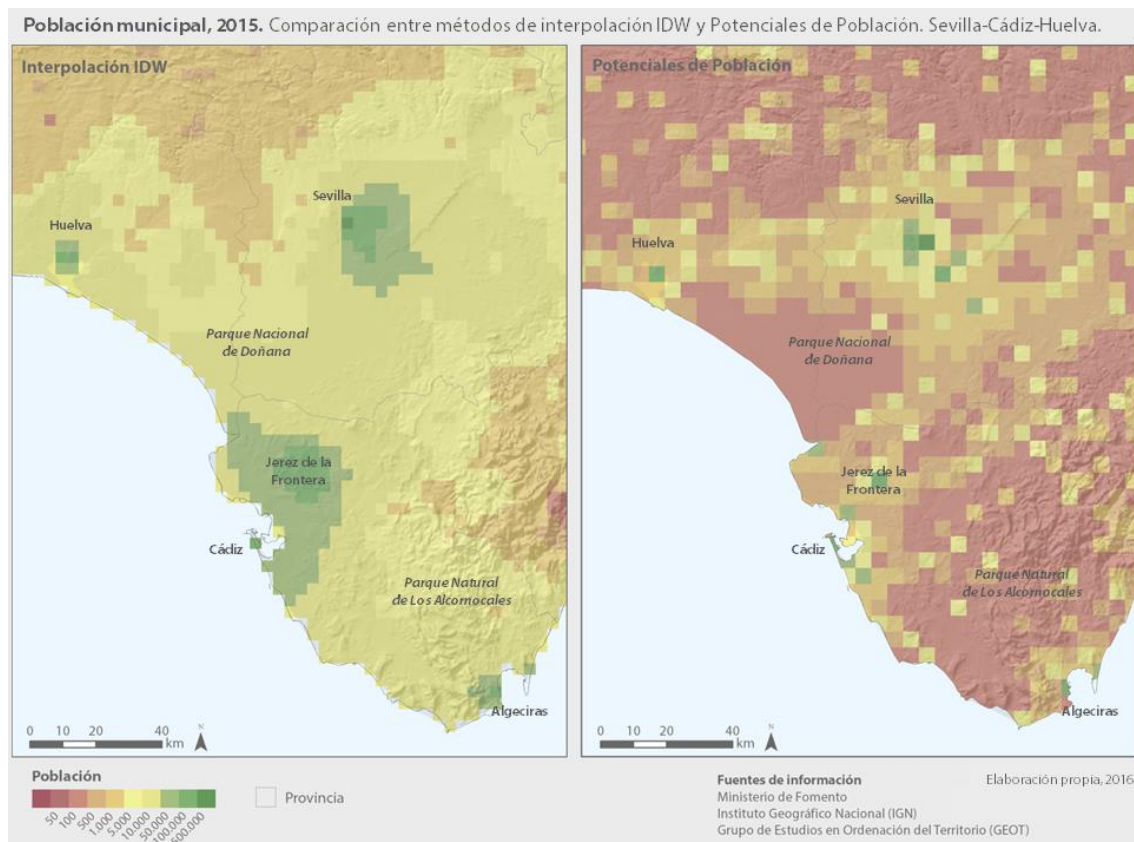 Población municipal, 2015. Comparación entre métodos de interpolación IDW y Potenciales de Población. Sevilla-Cádiz-Huelva.
Interpolación IDW
Sevilla
Huelva
Parque Nacional
de Doñana
Jerez de la
Frontera
Cádiz
Parque Natural
de Los Alcornocales
Algeciras
0 10 20 40
km
N
Potenciales de Población
Sevilla
Huelva
Parque Nacional
de Doñana
Jerez de la
Frontera
Cádiz
Parque Natural
de Los Alcornocales
Algeciras
0 10 20 40
km
N
Población
50
100
500
1.000
5.000
10.000
50.000
100.000
500.000
Provincia
Fuentes de información
Ministerio de Fomento
Instituto Geográfico Nacional (IGN)
Grupo de Estudios en Ordenación del Territorio (GEOT)
Elaboración propia, 2016